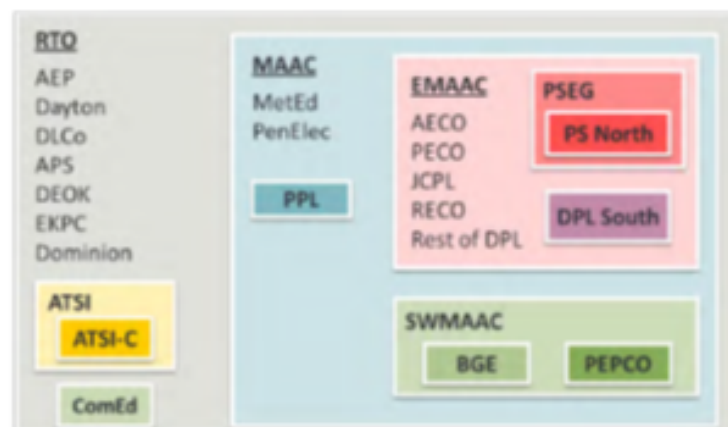 RTO
AEP
Dayton
DLCo
APS
DEOK
EKPC
Dominion
ATSI
ATSI-C
ComEd
MAAC
MetEd
PenElec
PPL
EMAAC
AECO
PECO
JCPL
RECO
Rest of DPL
PSEG
PS North
DPL South
SWMAAC
BGE
PEPCO